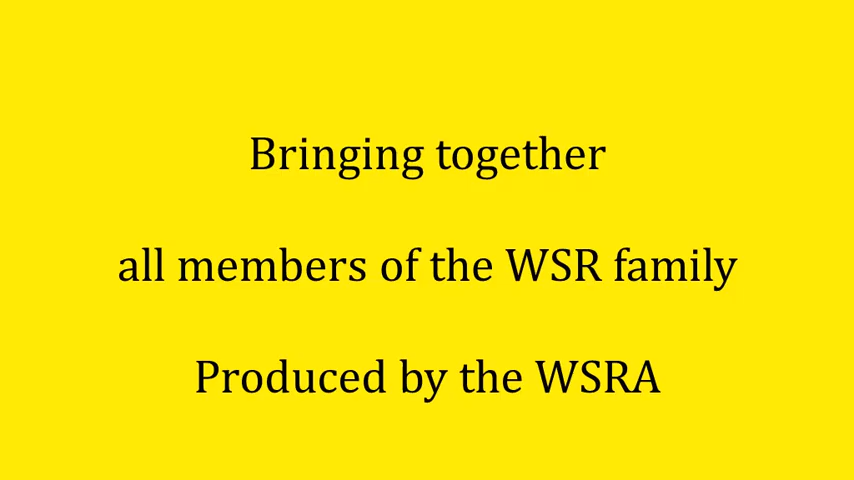 Bringing together
all members of the WSR family
Produced by the WSRA